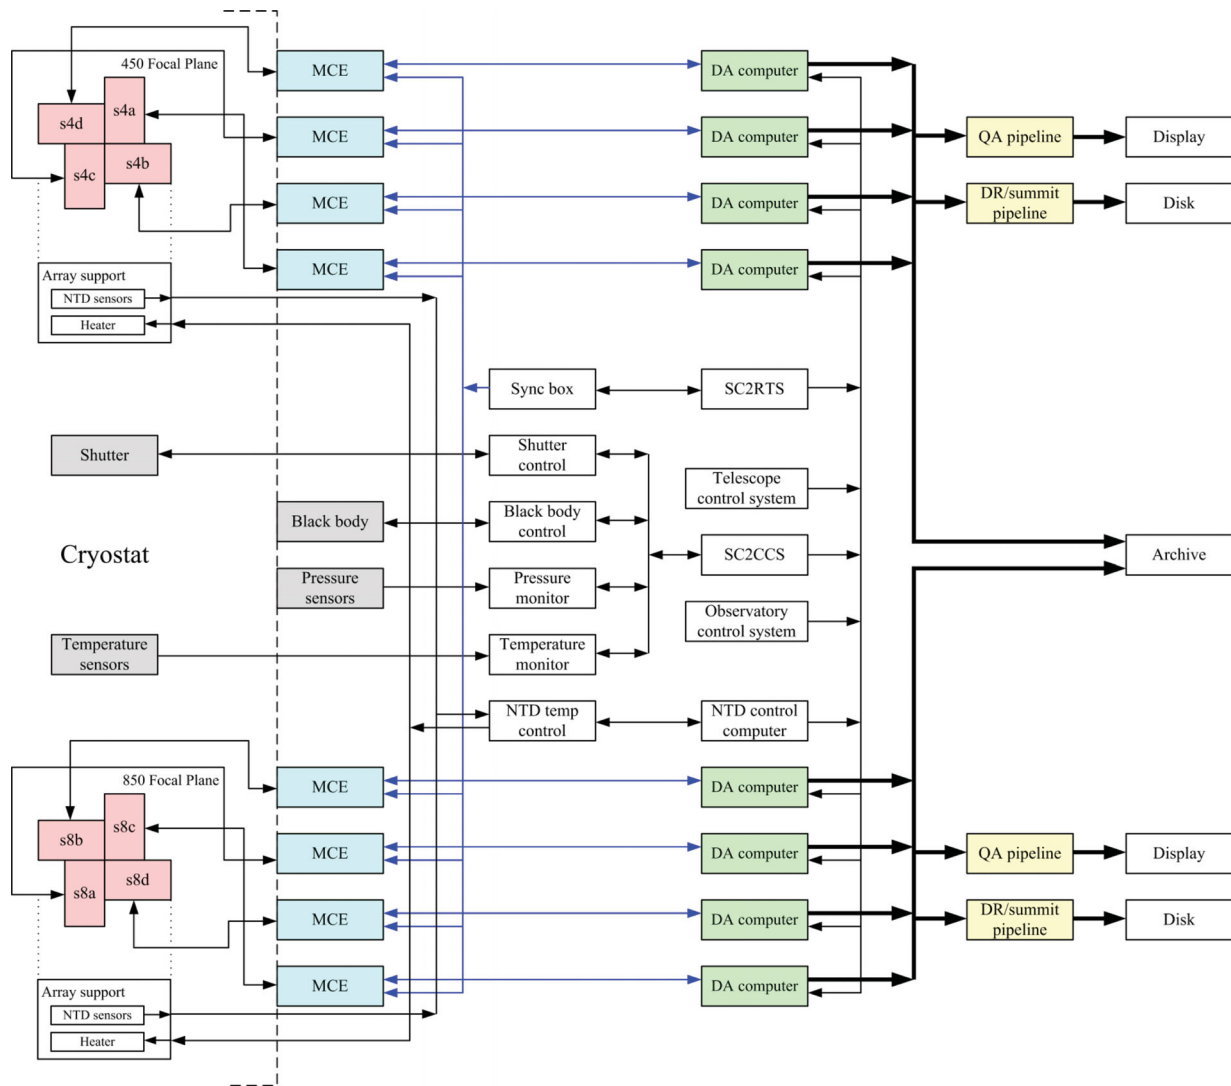 450 Focal Plane
MCE
DA computer
s4a
s4d
MCE
DA computer
QA pipeline
Display
s4b
s4c
MCE
DA computer
DR/summit
pipeline
Disk
MCE
DA computer
Array support
NTD sensors
Heater
Sync box
SC2RTS
Shutter
Shutter
control
Telescope
control system
Black body
Black body
control
Cryostat
SC2CCS
Archive
Pressure
sensors
Pressure
monitor
Observatory
control system
Temperature
sensors
Temperature
monitor
NTD temp
control
NTD control
computer
850 Focal Plane
MCE
DA computer
s8c
s8b
MCE
DA computer
QA pipeline
Display
s8d
s8a
MCE
DA computer
DR/summit
pipeline
Disk
MCE
DA computer
Array support
NTD sensors
Heater